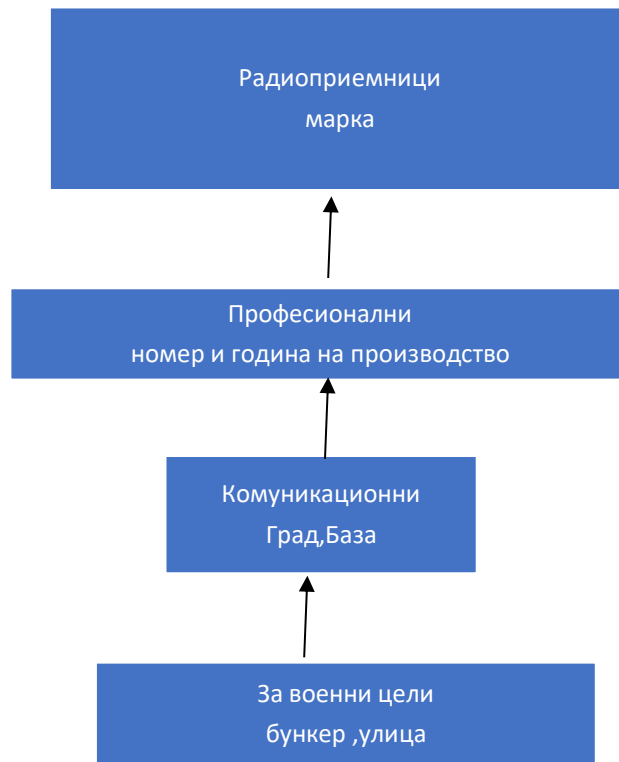 Радиоприемници
марка
Професионални
номер и година на производство
Комуникационни
Град,База
За военни цели
бункер ,улица